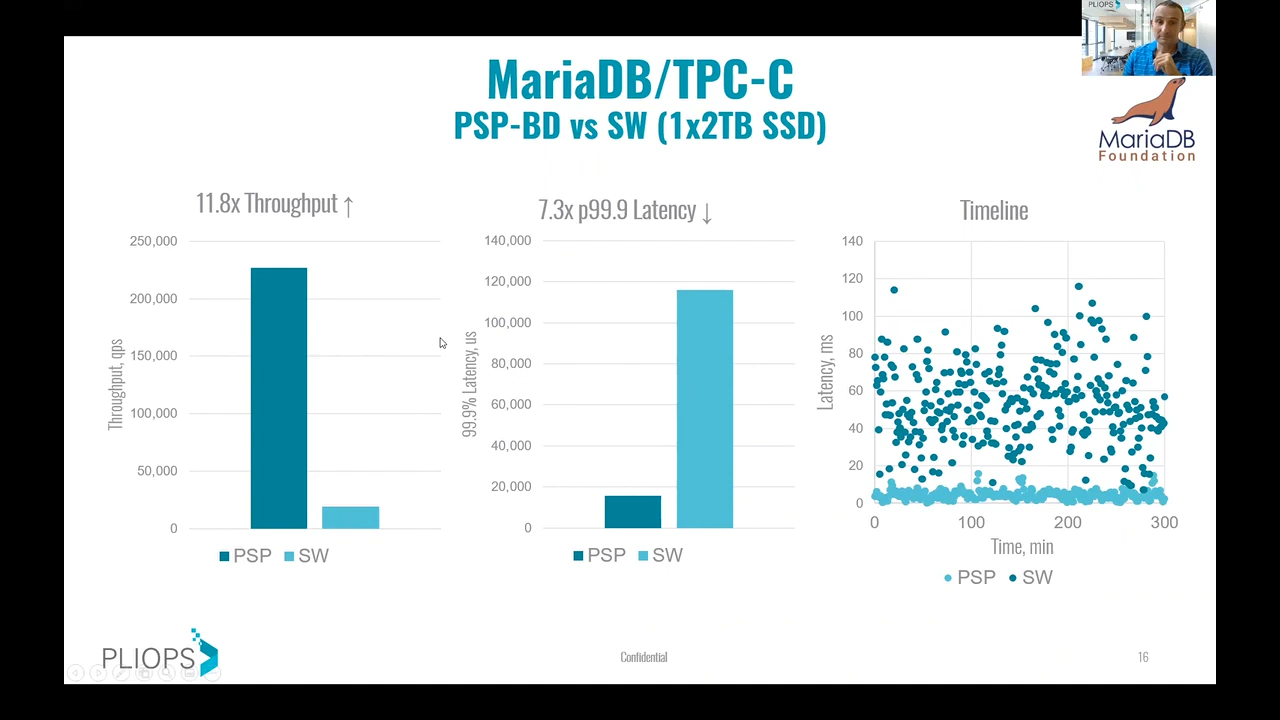 PLIOPS
MariaDB/TPC-C
PSP-BD vs SW (1x2TB SSD)
MariaDB
Foundation
11.8x Throughput ↑
250,000
200,000
150,000
100,000
50,000
0
Throughput, qps
PSP SW
7.3x p99.9 Latency ↓
140,000
120,000
100,000
80,000
60,000
40,000
20,000
0
99.9% Latency, us
PSP SW
Timeline
140
120
100
80
60
40
20
0
Latency, ms
0 100 200 300
Time, min
PSP SW
PLIOPS
Confidential
16